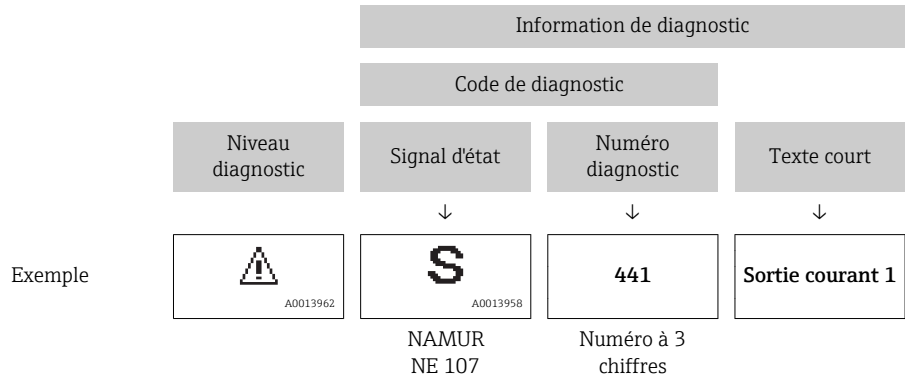 Information de diagnostic
Code de diagnostic
Niveau
diagnostic
Signal d'état
Numéro
diagnostic
Texte court
↓ ↓ ↓
Exemple
A0013962
S
A0013958
441
Sortie courant 1
NAMUR
NE 107
Numéro à 3
chiffres